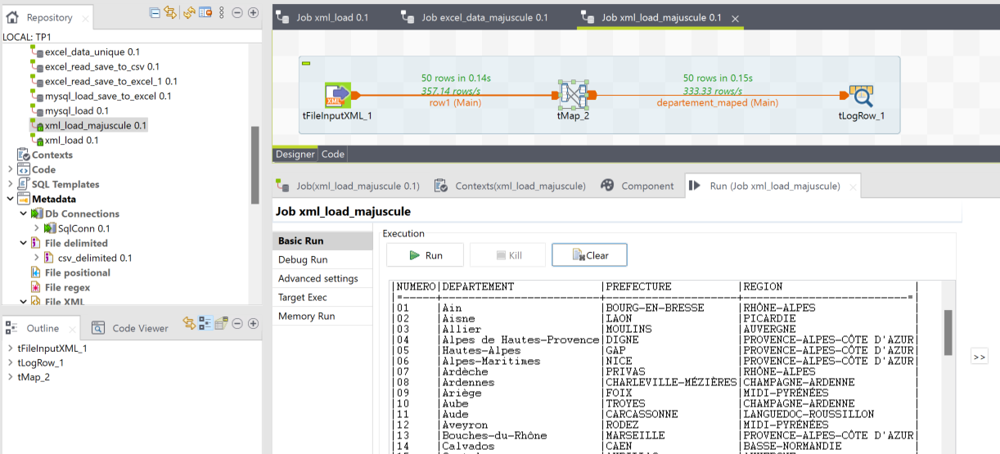 Repository
LOCAL: TP1
excel_data_unique 0.1
excel_read_save_to_csv 0.1
excel_read_save_to_excel_1 0.1
mysql_load_save_to_excel 0.1
mysql_load 0.1
xml_load_majuscule 0.1
xml_load 0.1
Contexts
Code
SQL Templates
Metadata
Db Connections
SqlConn 0.1
File delimited
csv_delimited 0.1
File positional
File regex
File XML
Outline
Code Viewer
tFileInputXML_1
tLogRow_1
tMap_2
Job xml_load 0.1
Job excel_data_majuscule 0.1
Job xml_load_majuscule 0.1
50 rows in 0.14s
357.14 rows/s
row1 (Main)
50 rows in 0.15s
333.33 rows/s
departement_maped (Main)
XML
tFileInputXML_1
tMap_2
tLogRow_1
Designer
Code
Job(xml_load_majuscule 0.1)
Contexts(xml_load_majuscule)
Component
Run (Job xml_load_majuscule)
Job xml_load_majuscule
Basic Run
Debug Run
Advanced settings
Target Exec
Memory Run
Execution
Run
Kill
Clear
|NUMERO|DEPARTEMENT |PREFECTURE |REGION |
|01 |Ain |BOURG-EN-BRESSE |RHÔNE-ALPES |
|02 |Aisne |LAON |PICARDIE |
|03 |Allier |MOULINS |AUVERGNE |
|04 |Alpes de Hautes-Provence|DIGNE |PROVENCE-ALPES-CÔTE D'AZUR|
|05 |Hautes-Alpes |GAP |PROVENCE-ALPES-CÔTE D'AZUR|
|06 |Alpes-Maritimes |NICE |PROVENCE-ALPES-CÔTE D'AZUR|
|07 |Ardèche |PRIVAS |RHÔNE-ALPES |
|08 |Ardennes |CHARLEVILLE-MÉZIÈRES|CHAMPAGNE-ARDENNE |
|09 |Ariège |FOIX |MIDI-PYRÉNÉES |
|10 |Aube |TROYES |CHAMPAGNE-ARDENNE |
|11 |Aude |CARCASSONNE |LANGUEDOC-ROUSSILLON |
|12 |Aveyron |RODEZ |MIDI-PYRÉNÉES |
|13 |Bouches-du-Rhône |MARSEILLE |PROVENCE-ALPES-CÔTE D'AZUR|
|14 |Calvados |CAEN |BASSE-NORMANDIE |
>>